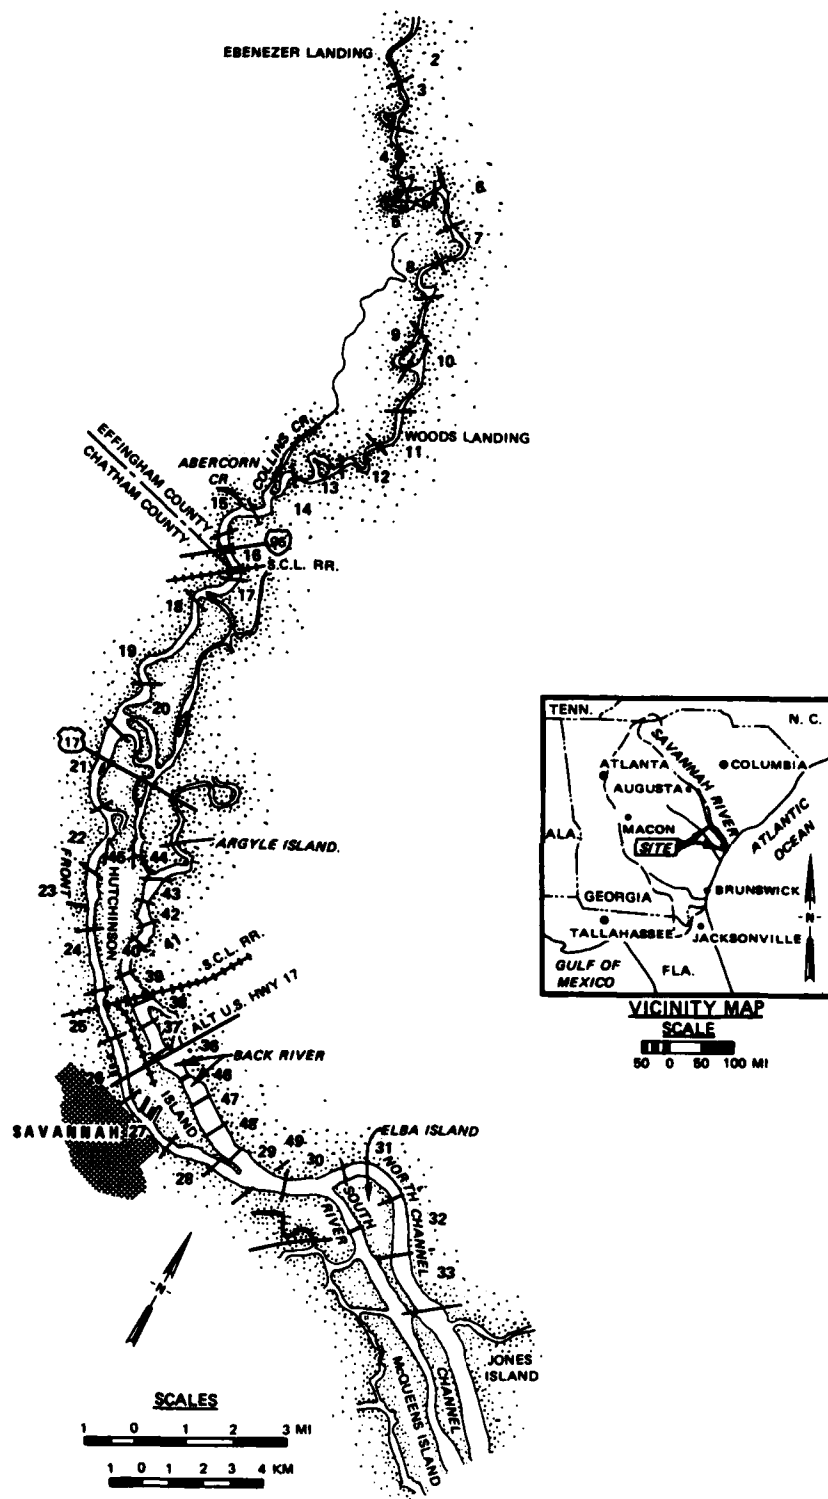 EBENEZER LANDING
2
3
4
5
6
7
8
9
10
WOODS LANDING
11
12
13
14
COLLINS CR.
ABERCORN
CR
15
EFFINGHAM COUNTY
CHATHAM COUNTY
16
S.C.L. RR.
17
18
19
20
17
21
22
ARGYLE ISLAND.
45
44
FRONT R
23
HUTCHINSON
43
42
41
40
24
S.C.L. RR.
39
38
25
37
ALT U.S. HWY 17
36
BACK RIVER
26
46
ISLAND
47
SAVANNAH
27
48
ELBA ISLAND
49
29
30
31
28
NORTH CHANNEL
SOUTH
RIVER
32
33
N
JONES
ISLAND
McQUEENS ISLAND
CHANNEL
SCALES
1 0 1 2 3 MI
1 0 1 2 3 4 KM
TENN.
N. C.
SAVANNAH RIVER
ATLANTA
COLUMBIA
AUGUSTA
ATLANTIC
OCEAN
ALA.
MACON
SITE
GEORGIA
BRUNSWICK
N
TALLAHASSEE
JACKSONVILLE
GULF OF
MEXICO
FLA.
VICINITY MAP
SCALE
50 0 50 100 MI